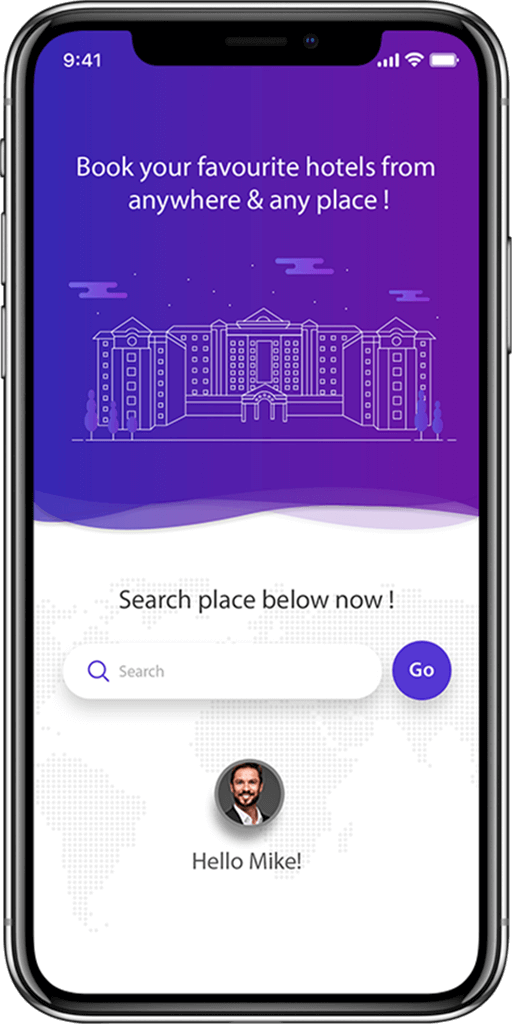 9:41
Book your favourite hotels from
anywhere & any place !
Search place below now !
Search
Go
Hello Mike!